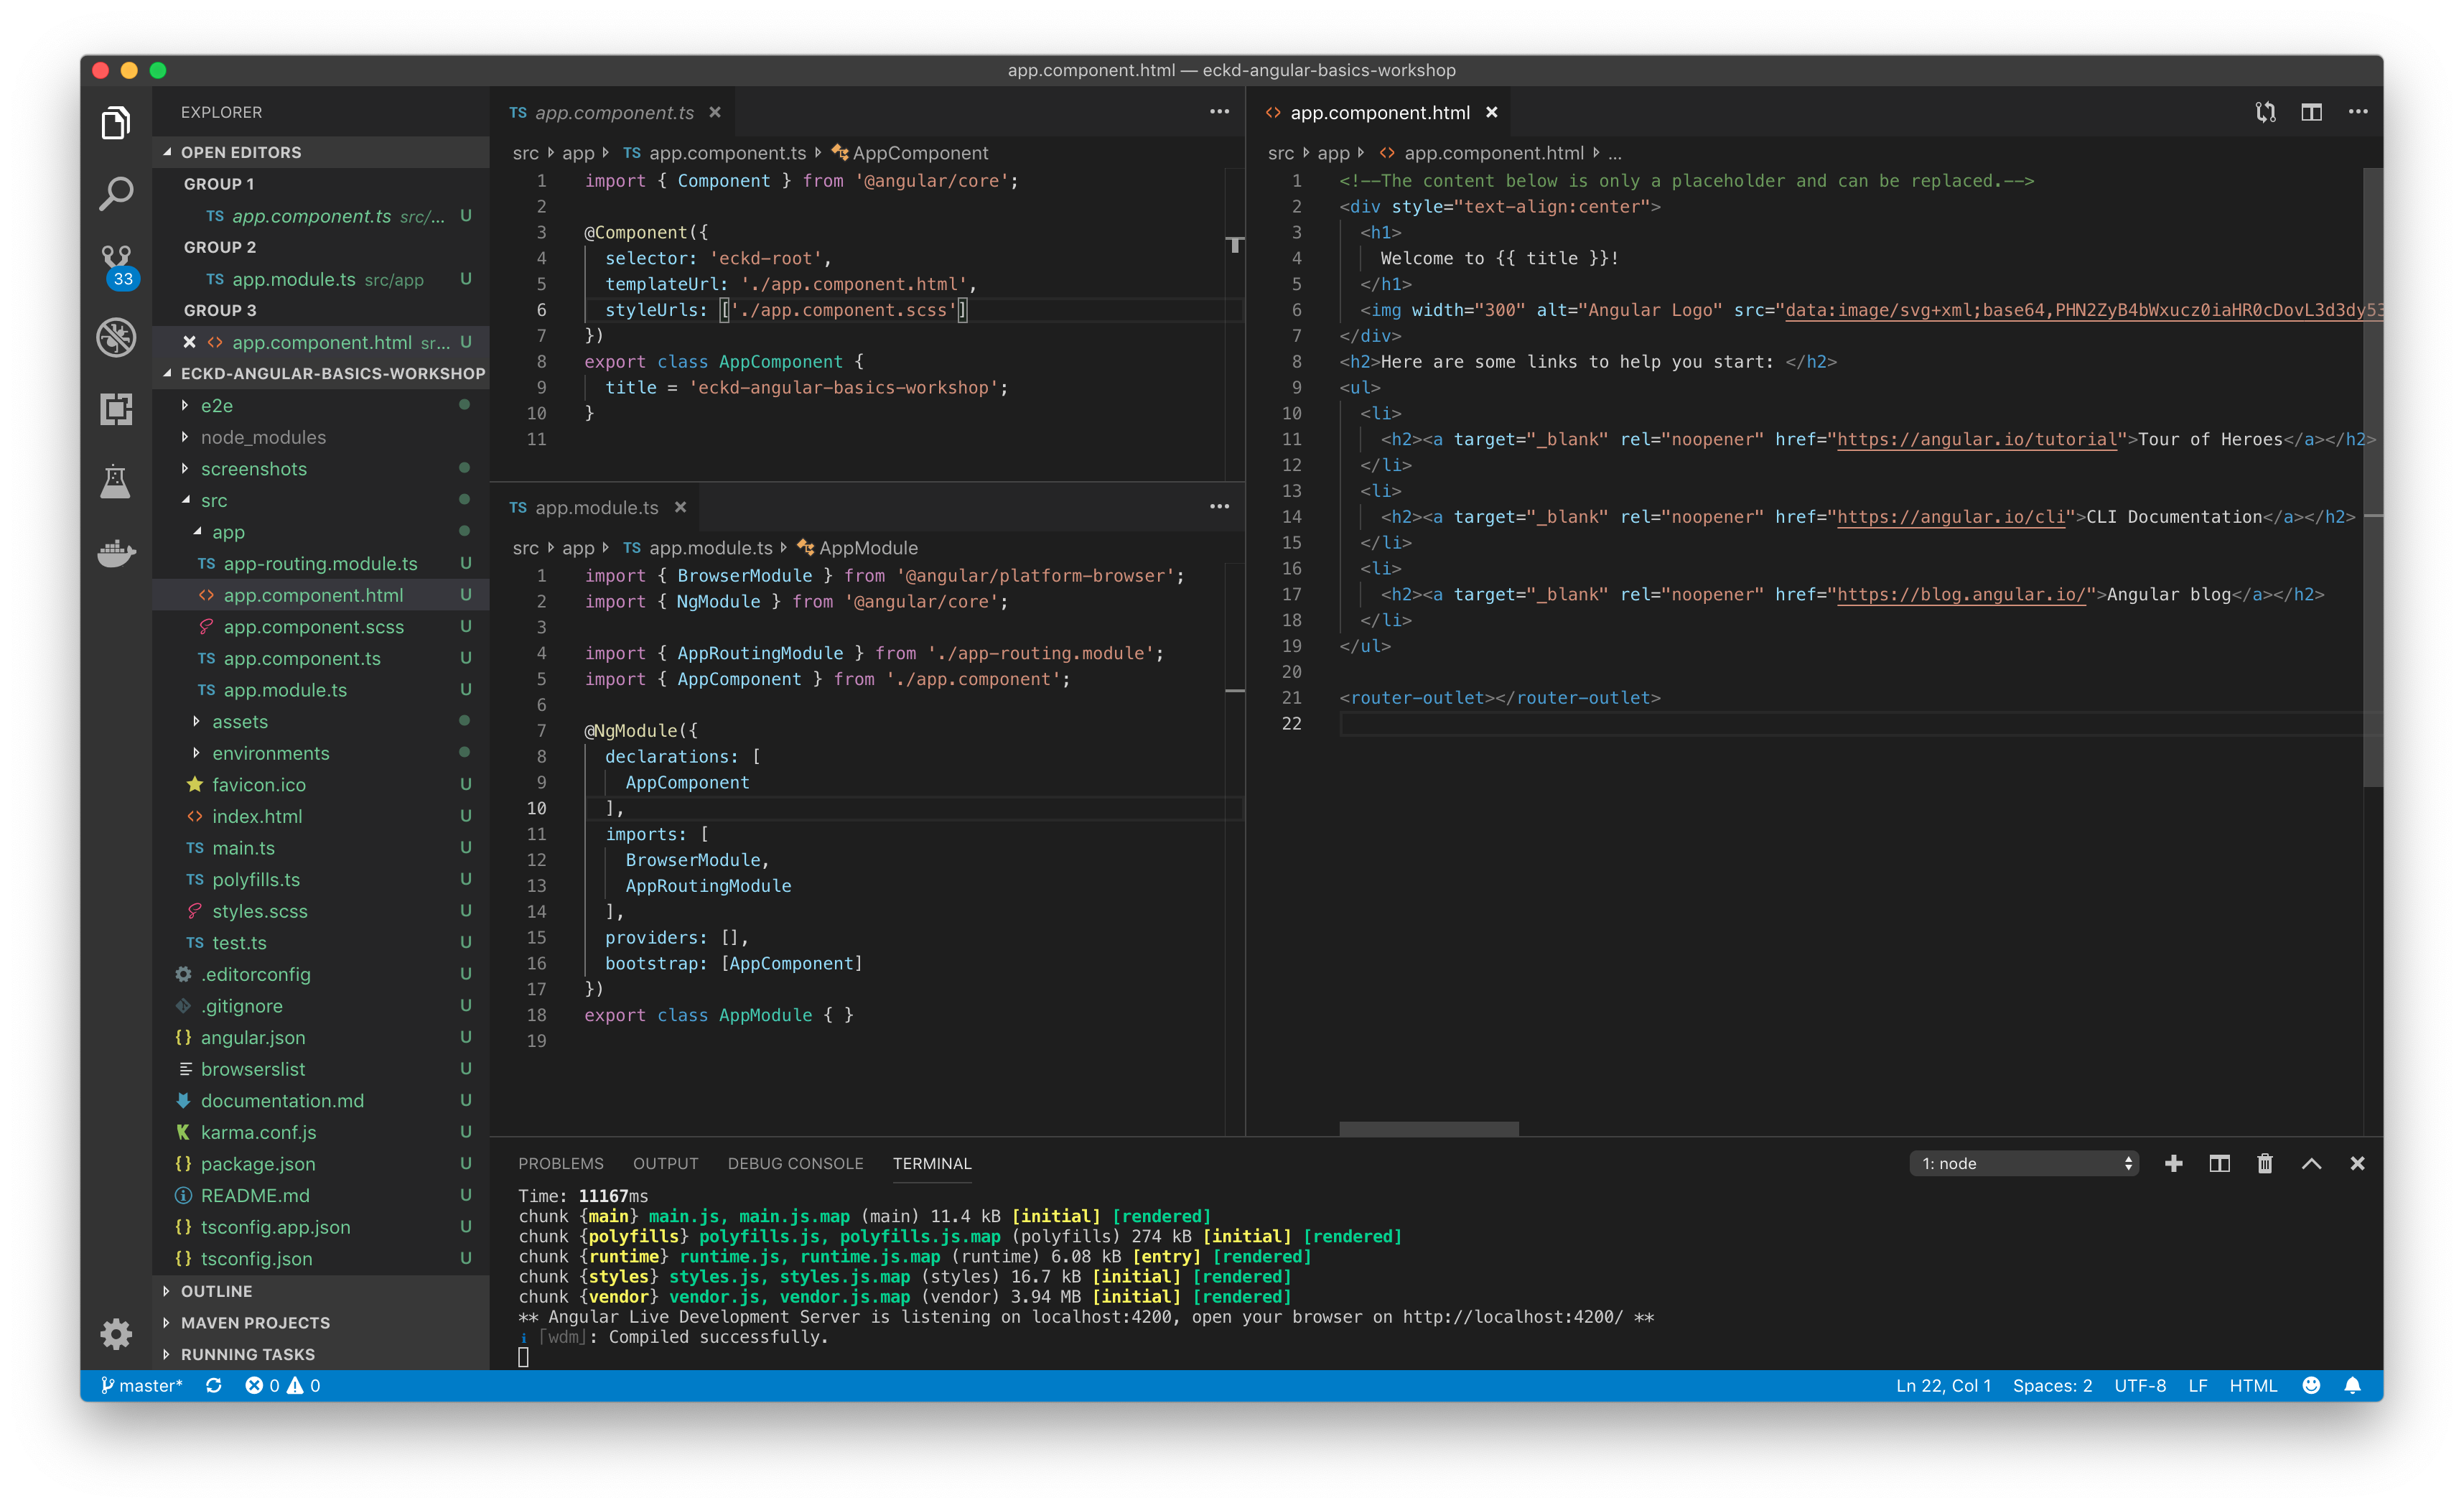 app.component.html — eckd-angular-basics-workshop
EXPLORER
OPEN EDITORS
GROUP 1
TS app.component.ts src/... U
GROUP 2
TS app.module.ts src/app U
GROUP 3
app.component.html sr... U
ECKD-ANGULAR-BASICS-WORKSHOP
e2e
node_modules
screenshots
src
app
TS app-routing.module.ts U
<> app.component.html U
app.component.scss U
TS app.component.ts U
TS app.module.ts U
assets
environments
favicon.ico U
<> index.html U
TS main.ts U
TS polyfills.ts U
styles.scss U
TS test.ts U
.editorconfig U
.gitignore U
{} angular.json U
browserslist U
documentation.md U
K karma.conf.js U
{} package.json U
README.md U
{} tsconfig.app.json U
{} tsconfig.json U
OUTLINE
MAVEN PROJECTS
RUNNING TASKS
33
TS app.component.ts
src app TS app.component.ts AppComponent
1 import { Component } from '@angular/core';
2
3 @Component({
4 selector: 'eckd-root',
5 templateUrl: './app.component.html',
6 styleUrls: ['./app.component.scss']
7 })
8 export class AppComponent {
9 title = 'eckd-angular-basics-workshop';
10 }
11
TS app.module.ts
src app TS app.module.ts AppModule
1 import { BrowserModule } from '@angular/platform-browser';
2 import { NgModule } from '@angular/core';
3
4 import { AppRoutingModule } from './app-routing.module';
5 import { AppComponent } from './app.component';
6
7 @NgModule({
8 declarations: [
9 AppComponent
10 ],
11 imports: [
12 BrowserModule,
13 AppRoutingModule
14 ],
15 providers: [],
16 bootstrap: [AppComponent]
17 })
18 export class AppModule { }
19
<> app.component.html
src app <> app.component.html ...
1 <!--The content below is only a placeholder and can be replaced.-->
2 <div style="text-align:center">
3 <h1>
4 Welcome to {{ title }}!
5 </h1>
6 <img width="300" alt="Angular Logo" src="data:image/svg+xml;base64,PHN2ZyB4bWxucz0iaHR0cDovL3d3dy53
7 </div>
8 <h2>Here are some links to help you start: </h2>
9 <ul>
10 <li>
11 <h2><a target="_blank" rel="noopener" href="https://angular.io/tutorial">Tour of Heroes</a></h2>
12 </li>
13 <li>
14 <h2><a target="_blank" rel="noopener" href="https://angular.io/cli">CLI Documentation</a></h2>
15 </li>
16 <li>
17 <h2><a target="_blank" rel="noopener" href="https://blog.angular.io/">Angular blog</a></h2>
18 </li>
19 </ul>
20
21 <router-outlet></router-outlet>
22
PROBLEMS OUTPUT DEBUG CONSOLE TERMINAL
1: node
Time: 11167ms
chunk {main} main.js, main.js.map (main) 11.4 kB [initial] [rendered]
chunk {polyfills} polyfills.js, polyfills.js.map (polyfills) 274 kB [initial] [rendered]
chunk {runtime} runtime.js, runtime.js.map (runtime) 6.08 kB [entry] [rendered]
chunk {styles} styles.js, styles.js.map (styles) 16.7 kB [initial] [rendered]
chunk {vendor} vendor.js, vendor.js.map (vendor) 3.94 MB [initial] [rendered]
** Angular Live Development Server is listening on localhost:4200, open your browser on http://localhost:4200/ **
i ｢wdm｣: Compiled successfully.
master* 0 0
Ln 22, Col 1 Spaces: 2 UTF-8 LF HTML